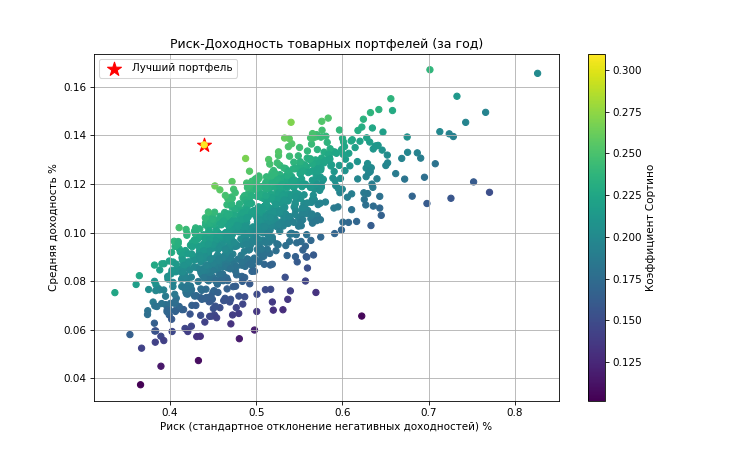 Риск-Доходность товарных портфелей (за год)
Лучший портфель
Средняя доходность %
0.16
0.14
0.12
0.10
0.08
0.06
0.04
0.4 0.5 0.6 0.7 0.8
Риск (стандартное отклонение негативных доходностей) %
0.300
0.275
0.250
0.225
0.200
0.175
0.150
0.125
Коэффициент Сортино